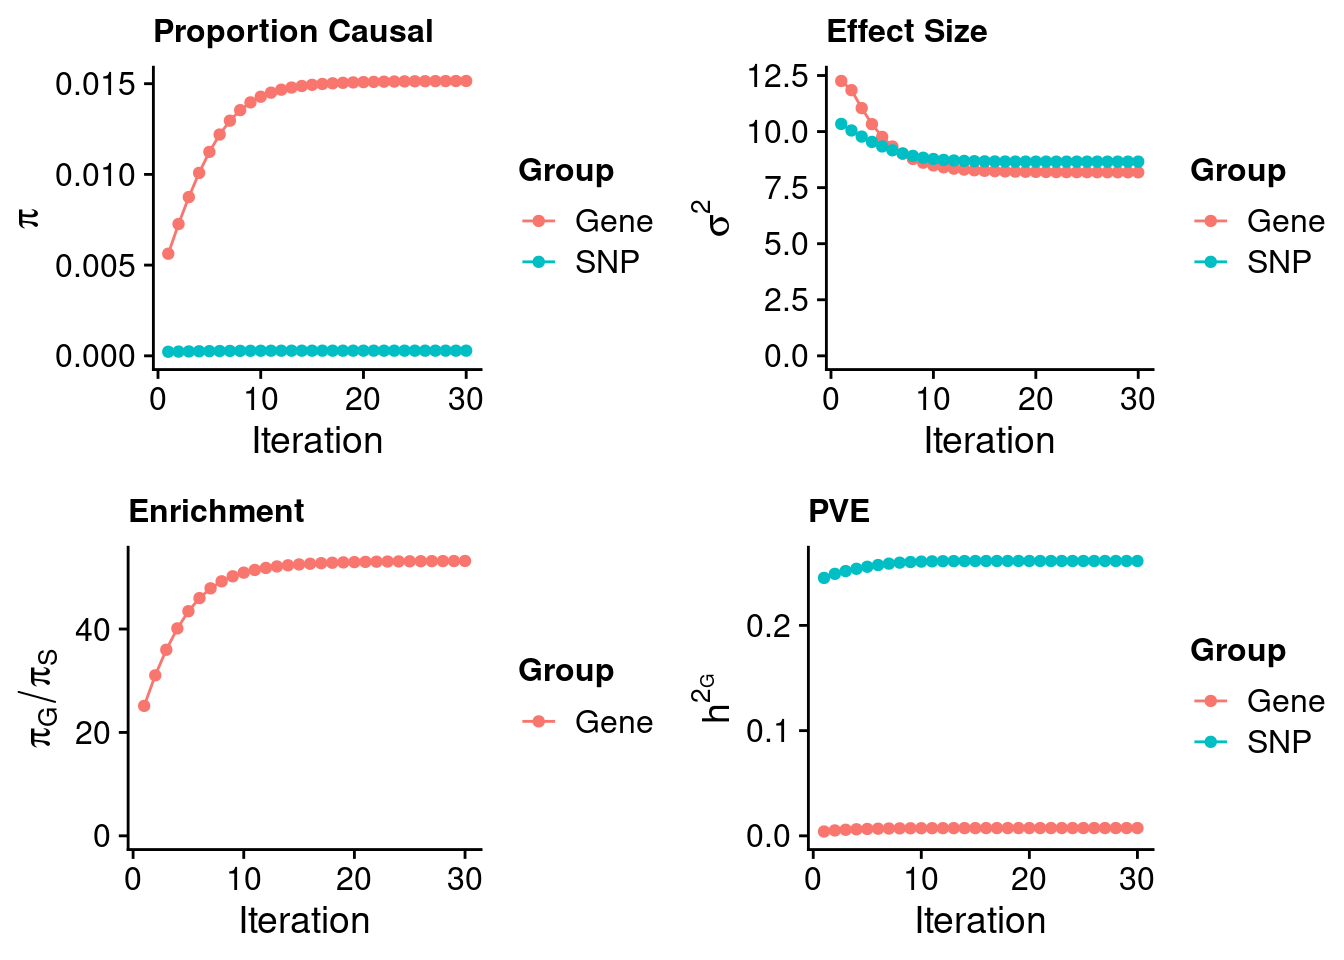 Proportion Causal
0.015
0.010
0.005
0.000
π
0 10 20 30
Iteration
Group
Gene
SNP
Effect Size
12.5
10.0
7.5
5.0
2.5
0.0
σ²
0 10 20 30
Iteration
Group
Gene
SNP
Enrichment
40
20
0
π_G/π_S
0 10 20 30
Iteration
Group
Gene
PVE
0.2
0.1
0.0
h^2_G
0 10 20 30
Iteration
Group
Gene
SNP